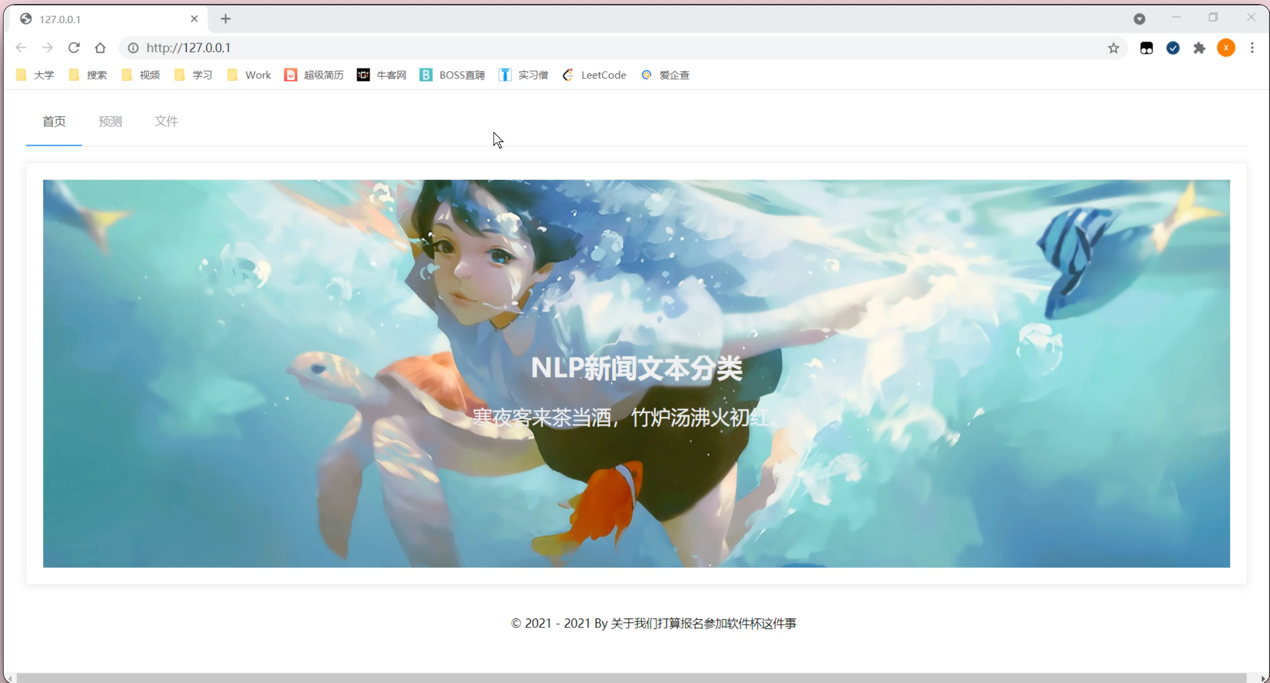 127.0.0.1
http://127.0.0.1
X
大学 搜索 视频 学习 Work 超级简历 牛客网 BOSS直聘 实习僧 LeetCode 爱企查
首页 预测 文件
NLP新闻文本分类
寒夜客来茶当酒，竹炉汤沸火初红。
© 2021 - 2021 By 关于我们打算报名参加软件杯这件事